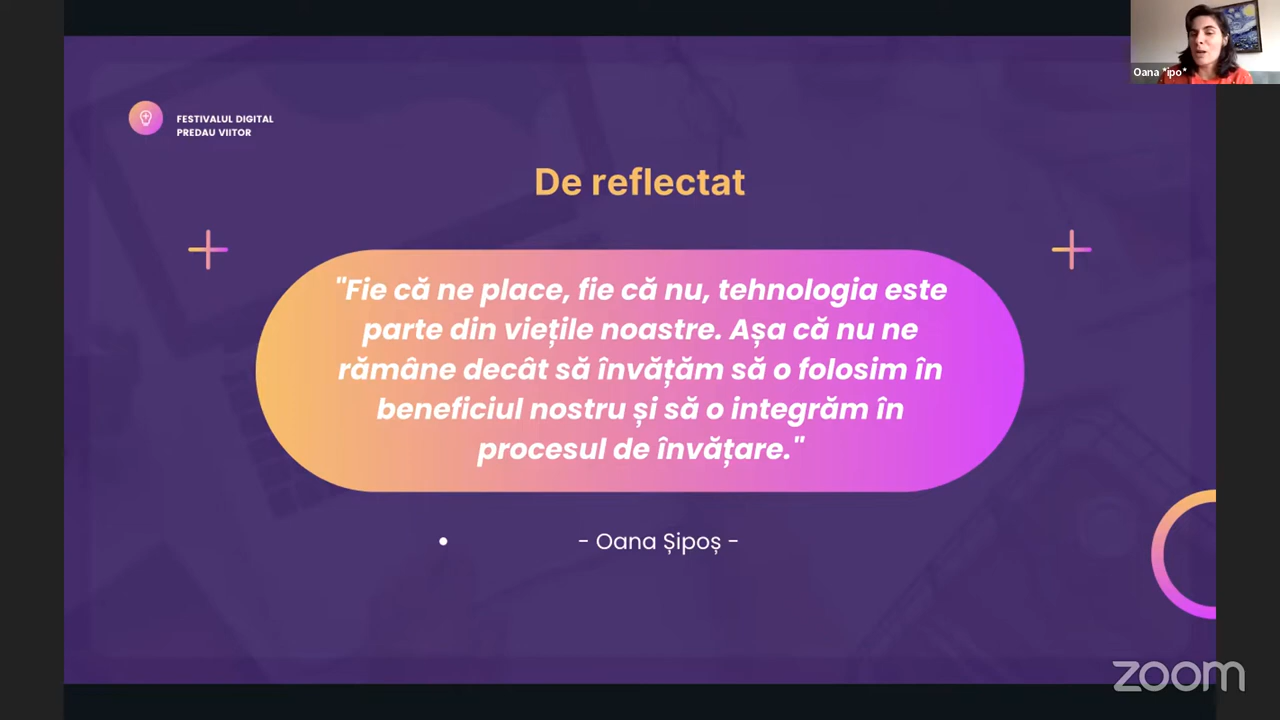 Oana *ipo*
FESTIVALUL DIGITAL
PREDAU VIITOR
De reflectat
"Fie că ne place, fie că nu, tehnologia este
parte din viețile noastre. Așa că nu ne
rămâne decât să învățăm să o folosim în
beneficiul nostru și să o integrăm în
procesul de învățare."
• - Oana Șipoș -
zoom